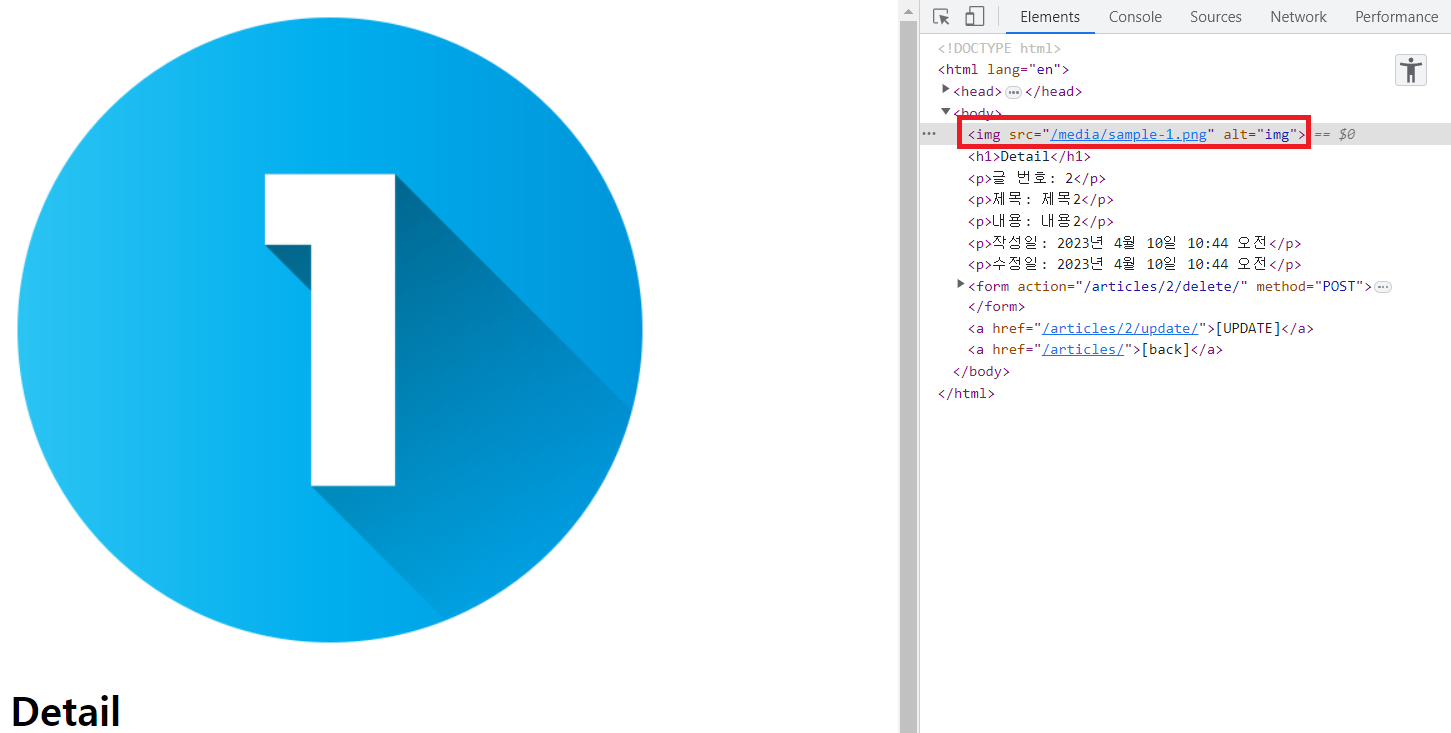 1
Detail
Elements Console Sources Network Performance
<!DOCTYPE html>
<html lang="en">
<head> ••• </head>
<body>
••• <img src="/media/sample-1.png" alt="img"> == $0
<h1>Detail</h1>
<p>글 번호: 2</p>
<p>제목: 제목2</p>
<p>내용: 내용2</p>
<p>작성일: 2023년 4월 10일 10:44 오전</p>
<p>수정일: 2023년 4월 10일 10:44 오전</p>
<form action="/articles/2/delete/" method="POST"> •••
</form>
<a href="/articles/2/update/">[UPDATE]</a>
<a href="/articles/">[back]</a>
</body>
</html>